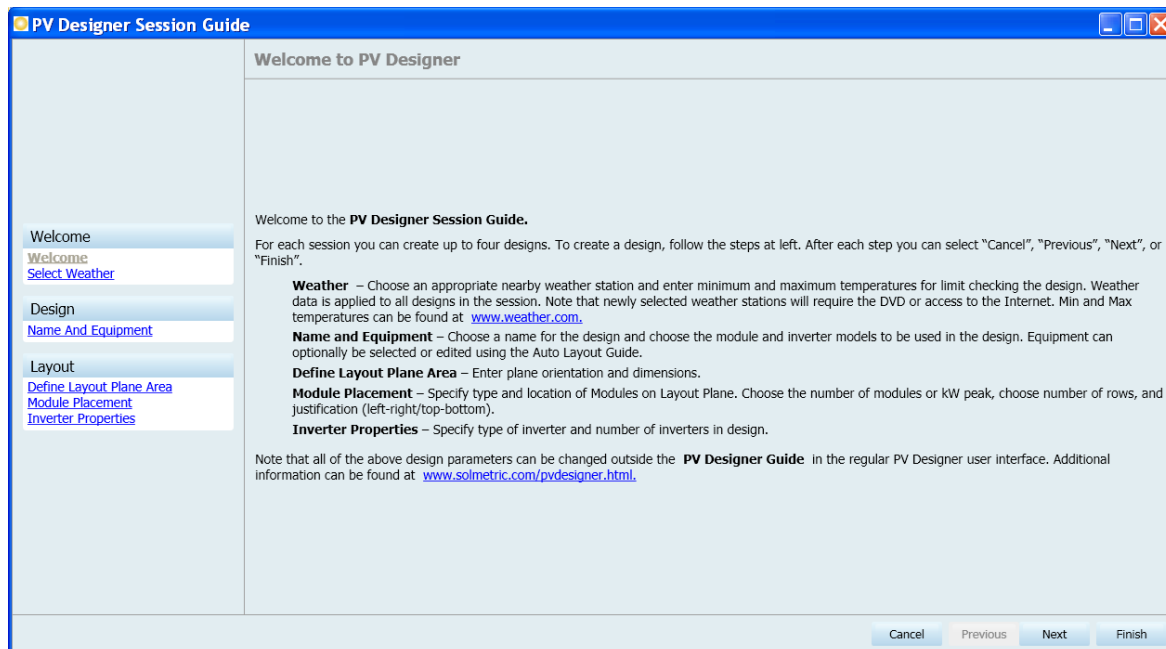 PV Designer Session Guide
Welcome to PV Designer
Welcome
Welcome
Select Weather
Design
Name And Equipment
Layout
Define Layout Plane Area
Module Placement
Inverter Properties
Welcome to the PV Designer Session Guide.
For each session you can create up to four designs. To create a design, follow the steps at left. After each step you can select “Cancel”, “Previous”, “Next”, or
“Finish”.
Weather – Choose an appropriate nearby weather station and enter minimum and maximum temperatures for limit checking the design. Weather
data is applied to all designs in the session. Note that newly selected weather stations will require the DVD or access to the Internet. Min and Max
temperatures can be found at www.weather.com.
Name and Equipment – Choose a name for the design and choose the module and inverter models to be used in the design. Equipment can
optionally be selected or edited using the Auto Layout Guide.
Define Layout Plane Area – Enter plane orientation and dimensions.
Module Placement – Specify type and location of Modules on Layout Plane. Choose the number of modules or kW peak, choose number of rows, and
justification (left-right/top-bottom).
Inverter Properties – Specify type of inverter and number of inverters in design.
Note that all of the above design parameters can be changed outside the PV Designer Guide in the regular PV Designer user interface. Additional
information can be found at www.solmetric.com/pvdesigner.html.
Cancel Previous Next Finish